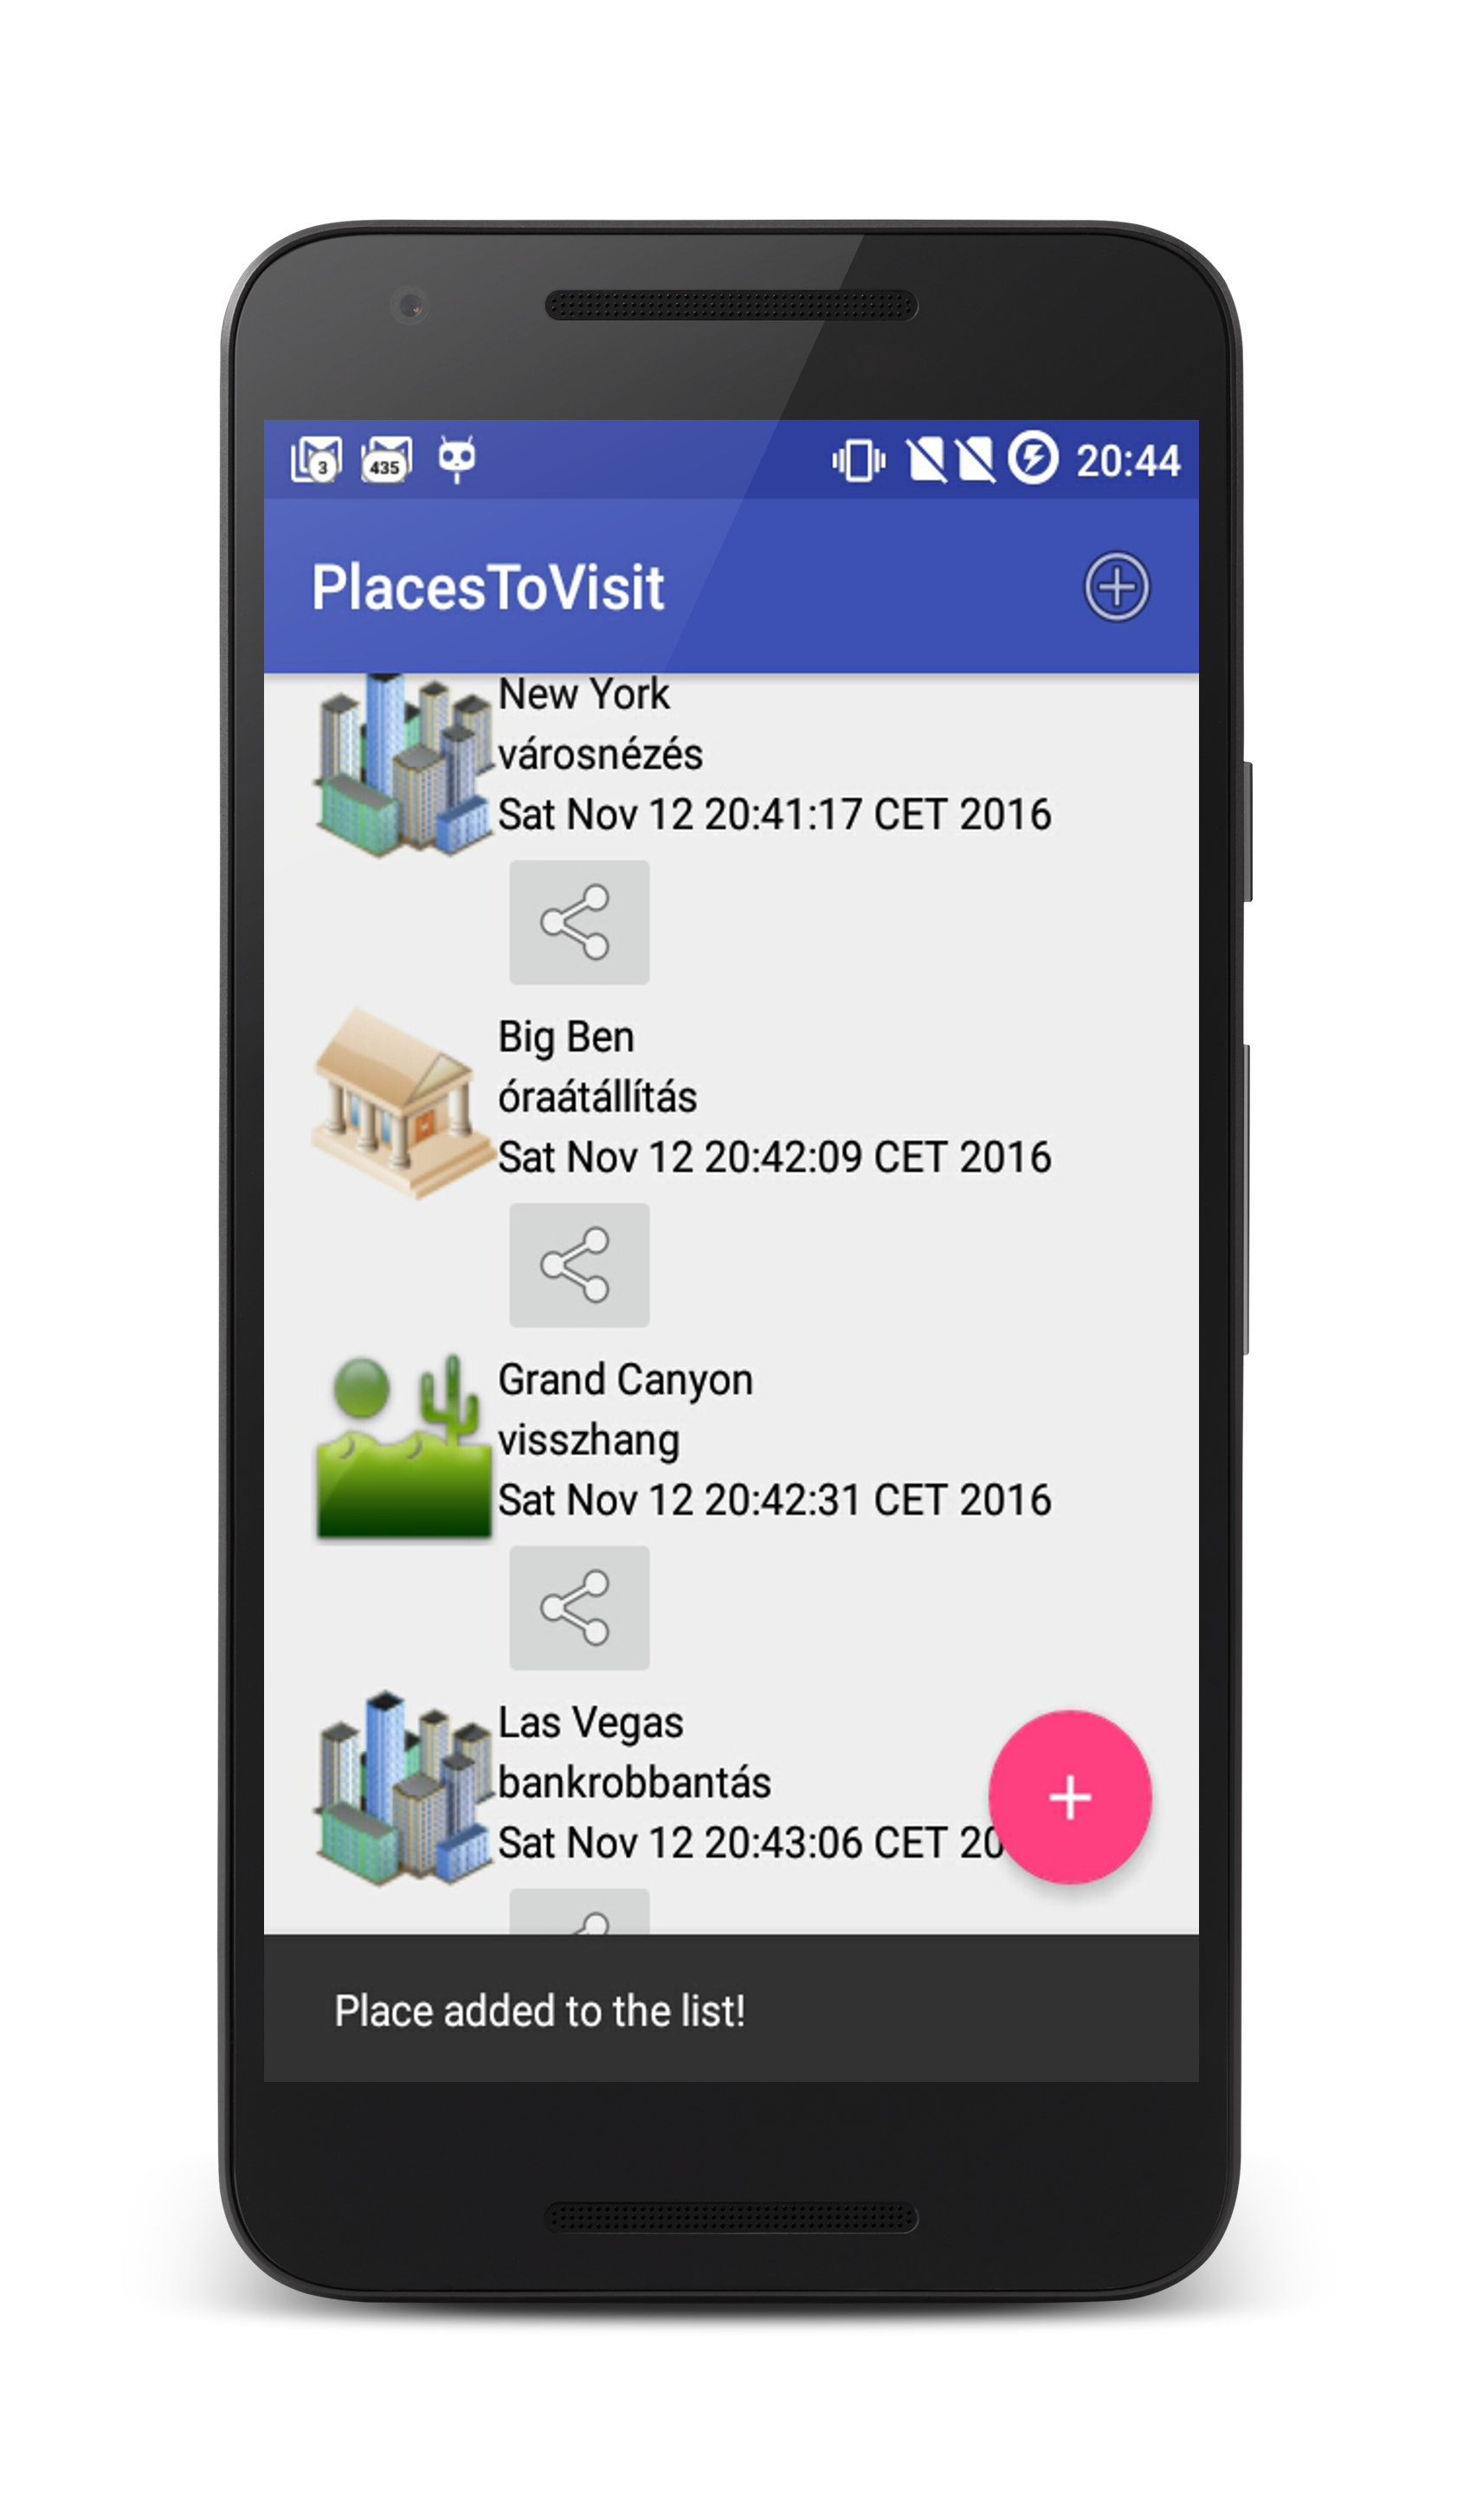 3
435
20:44
PlacesToVisit
New York
városnézés
Sat Nov 12 20:41:17 CET 2016
Big Ben
óraátállítás
Sat Nov 12 20:42:09 CET 2016
Grand Canyon
visszhang
Sat Nov 12 20:42:31 CET 2016
Las Vegas
bankrobbantás
Sat Nov 12 20:43:06 CET 20
Place added to the list!